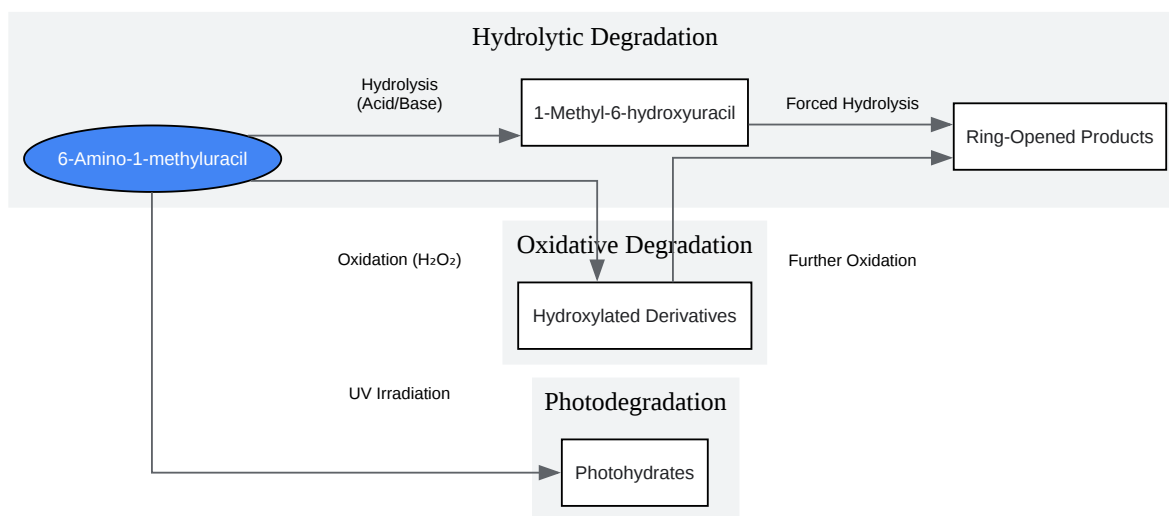 Hydrolytic Degradation
Hydrolysis
(Acid/Base)
1-Methyl-6-hydroxyuracil
Forced Hydrolysis
Ring-Opened Products
6-Amino-1-methyluracil
Oxidative Degradation
Oxidation (H₂O₂)
Further Oxidation
Hydroxylated Derivatives
UV Irradiation
Photodegradation
Photohydrates